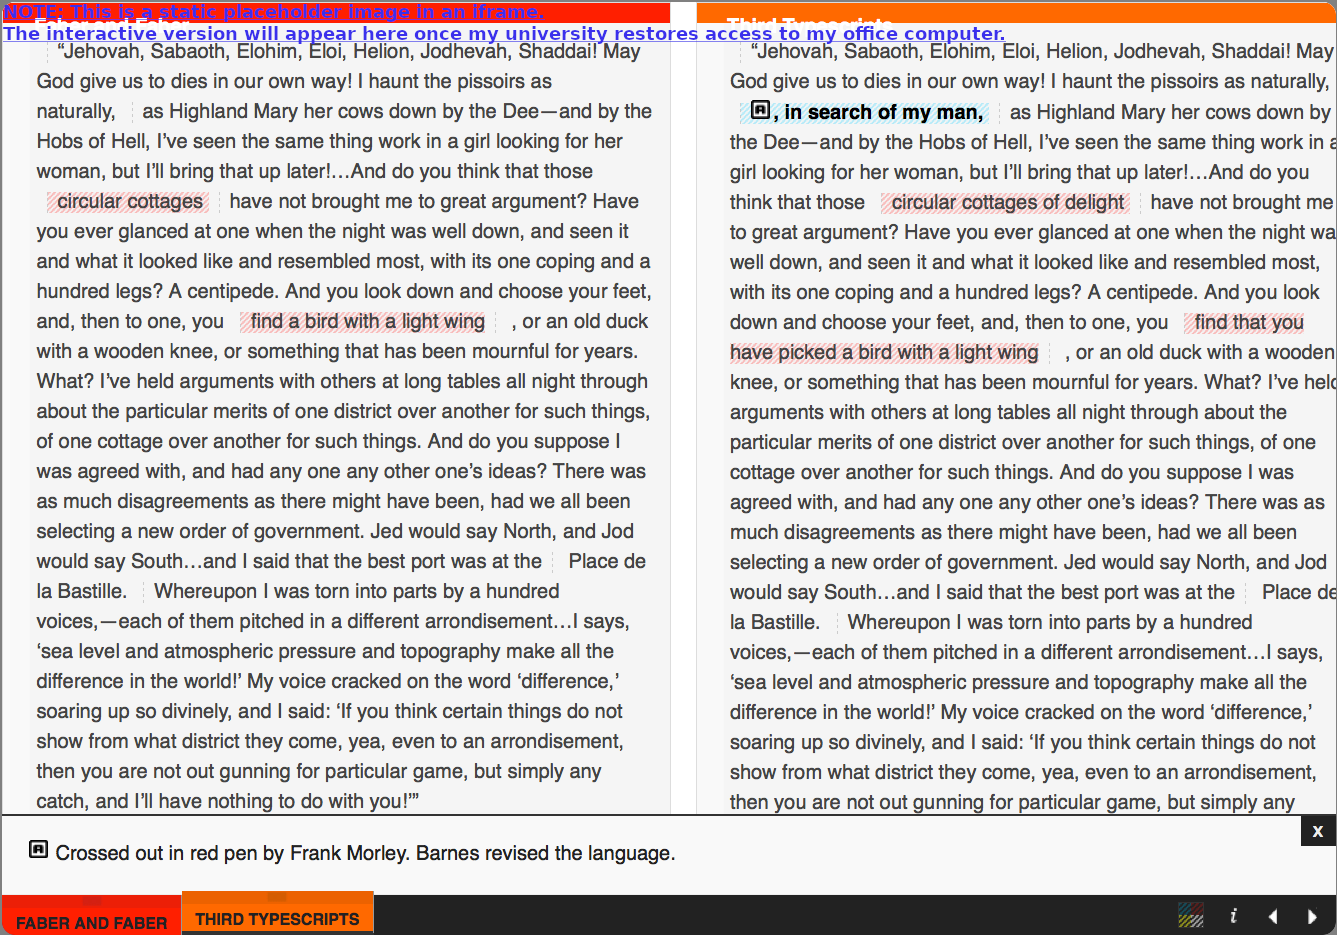 NOTE: This is a static placeholder image in an iframe.
The interactive version will appear here once my university restores access to my office computer.
Faber and Faber
“Jehovah, Sabaoth, Elohim, Eloi, Helion, Jodhevah, Shaddai! May
God give us to dies in our own way! I haunt the pissoirs as
naturally, as Highland Mary her cows down by the Dee—and by the
Hobs of Hell, I’ve seen the same thing work in a girl looking for her
woman, but I’ll bring that up later!…And do you think that those
circular cottages have not brought me to great argument? Have
you ever glanced at one when the night was well down, and seen it
and what it looked like and resembled most, with its one coping and a
hundred legs? A centipede. And you look down and choose your feet,
and, then to one, you find a bird with a light wing , or an old duck
with a wooden knee, or something that has been mournful for years.
What? I’ve held arguments with others at long tables all night through
about the particular merits of one district over another for such things,
of one cottage over another for such things. And do you suppose I
was agreed with, and had any one any other one’s ideas? There was
as much disagreements as there might have been, had we all been
selecting a new order of government. Jed would say North, and Jod
would say South…and I said that the best port was at the Place de
la Bastille. Whereupon I was torn into parts by a hundred
voices,—each of them pitched in a different arrondisement…I says,
‘sea level and atmospheric pressure and topography make all the
difference in the world!’ My voice cracked on the word ‘difference,’
soaring up so divinely, and I said: ‘If you think certain things do not
show from what district they come, yea, even to an arrondisement,
then you are not out gunning for particular game, but simply any
catch, and I’ll have nothing to do with you!’”
Third Typescripts
“Jehovah, Sabaoth, Elohim, Eloi, Helion, Jodhevah, Shaddai! May
God give us to dies in our own way! I haunt the pissoirs as naturally,
A , in search of my man, as Highland Mary her cows down by
the Dee—and by the Hobs of Hell, I’ve seen the same thing work in a
girl looking for her woman, but I’ll bring that up later!…And do you
think that those circular cottages of delight have not brought me
to great argument? Have you ever glanced at one when the night wa
well down, and seen it and what it looked like and resembled most,
with its one coping and a hundred legs? A centipede. And you look
down and choose your feet, and, then to one, you find that you
have picked a bird with a light wing , or an old duck with a wooden
knee, or something that has been mournful for years. What? I’ve held
arguments with others at long tables all night through about the
particular merits of one district over another for such things, of one
cottage over another for such things. And do you suppose I was
agreed with, and had any one any other one’s ideas? There was as
much disagreements as there might have been, had we all been
selecting a new order of government. Jed would say North, and Jod
would say South…and I said that the best port was at the Place de
la Bastille. Whereupon I was torn into parts by a hundred
voices,—each of them pitched in a different arrondisement…I says,
‘sea level and atmospheric pressure and topography make all the
difference in the world!’ My voice cracked on the word ‘difference,’
soaring up so divinely, and I said: ‘If you think certain things do not
show from what district they come, yea, even to an arrondisement,
then you are not out gunning for particular game, but simply any
x
A Crossed out in red pen by Frank Morley. Barnes revised the language.
FABER AND FABER
THIRD TYPESCRIPTS
i